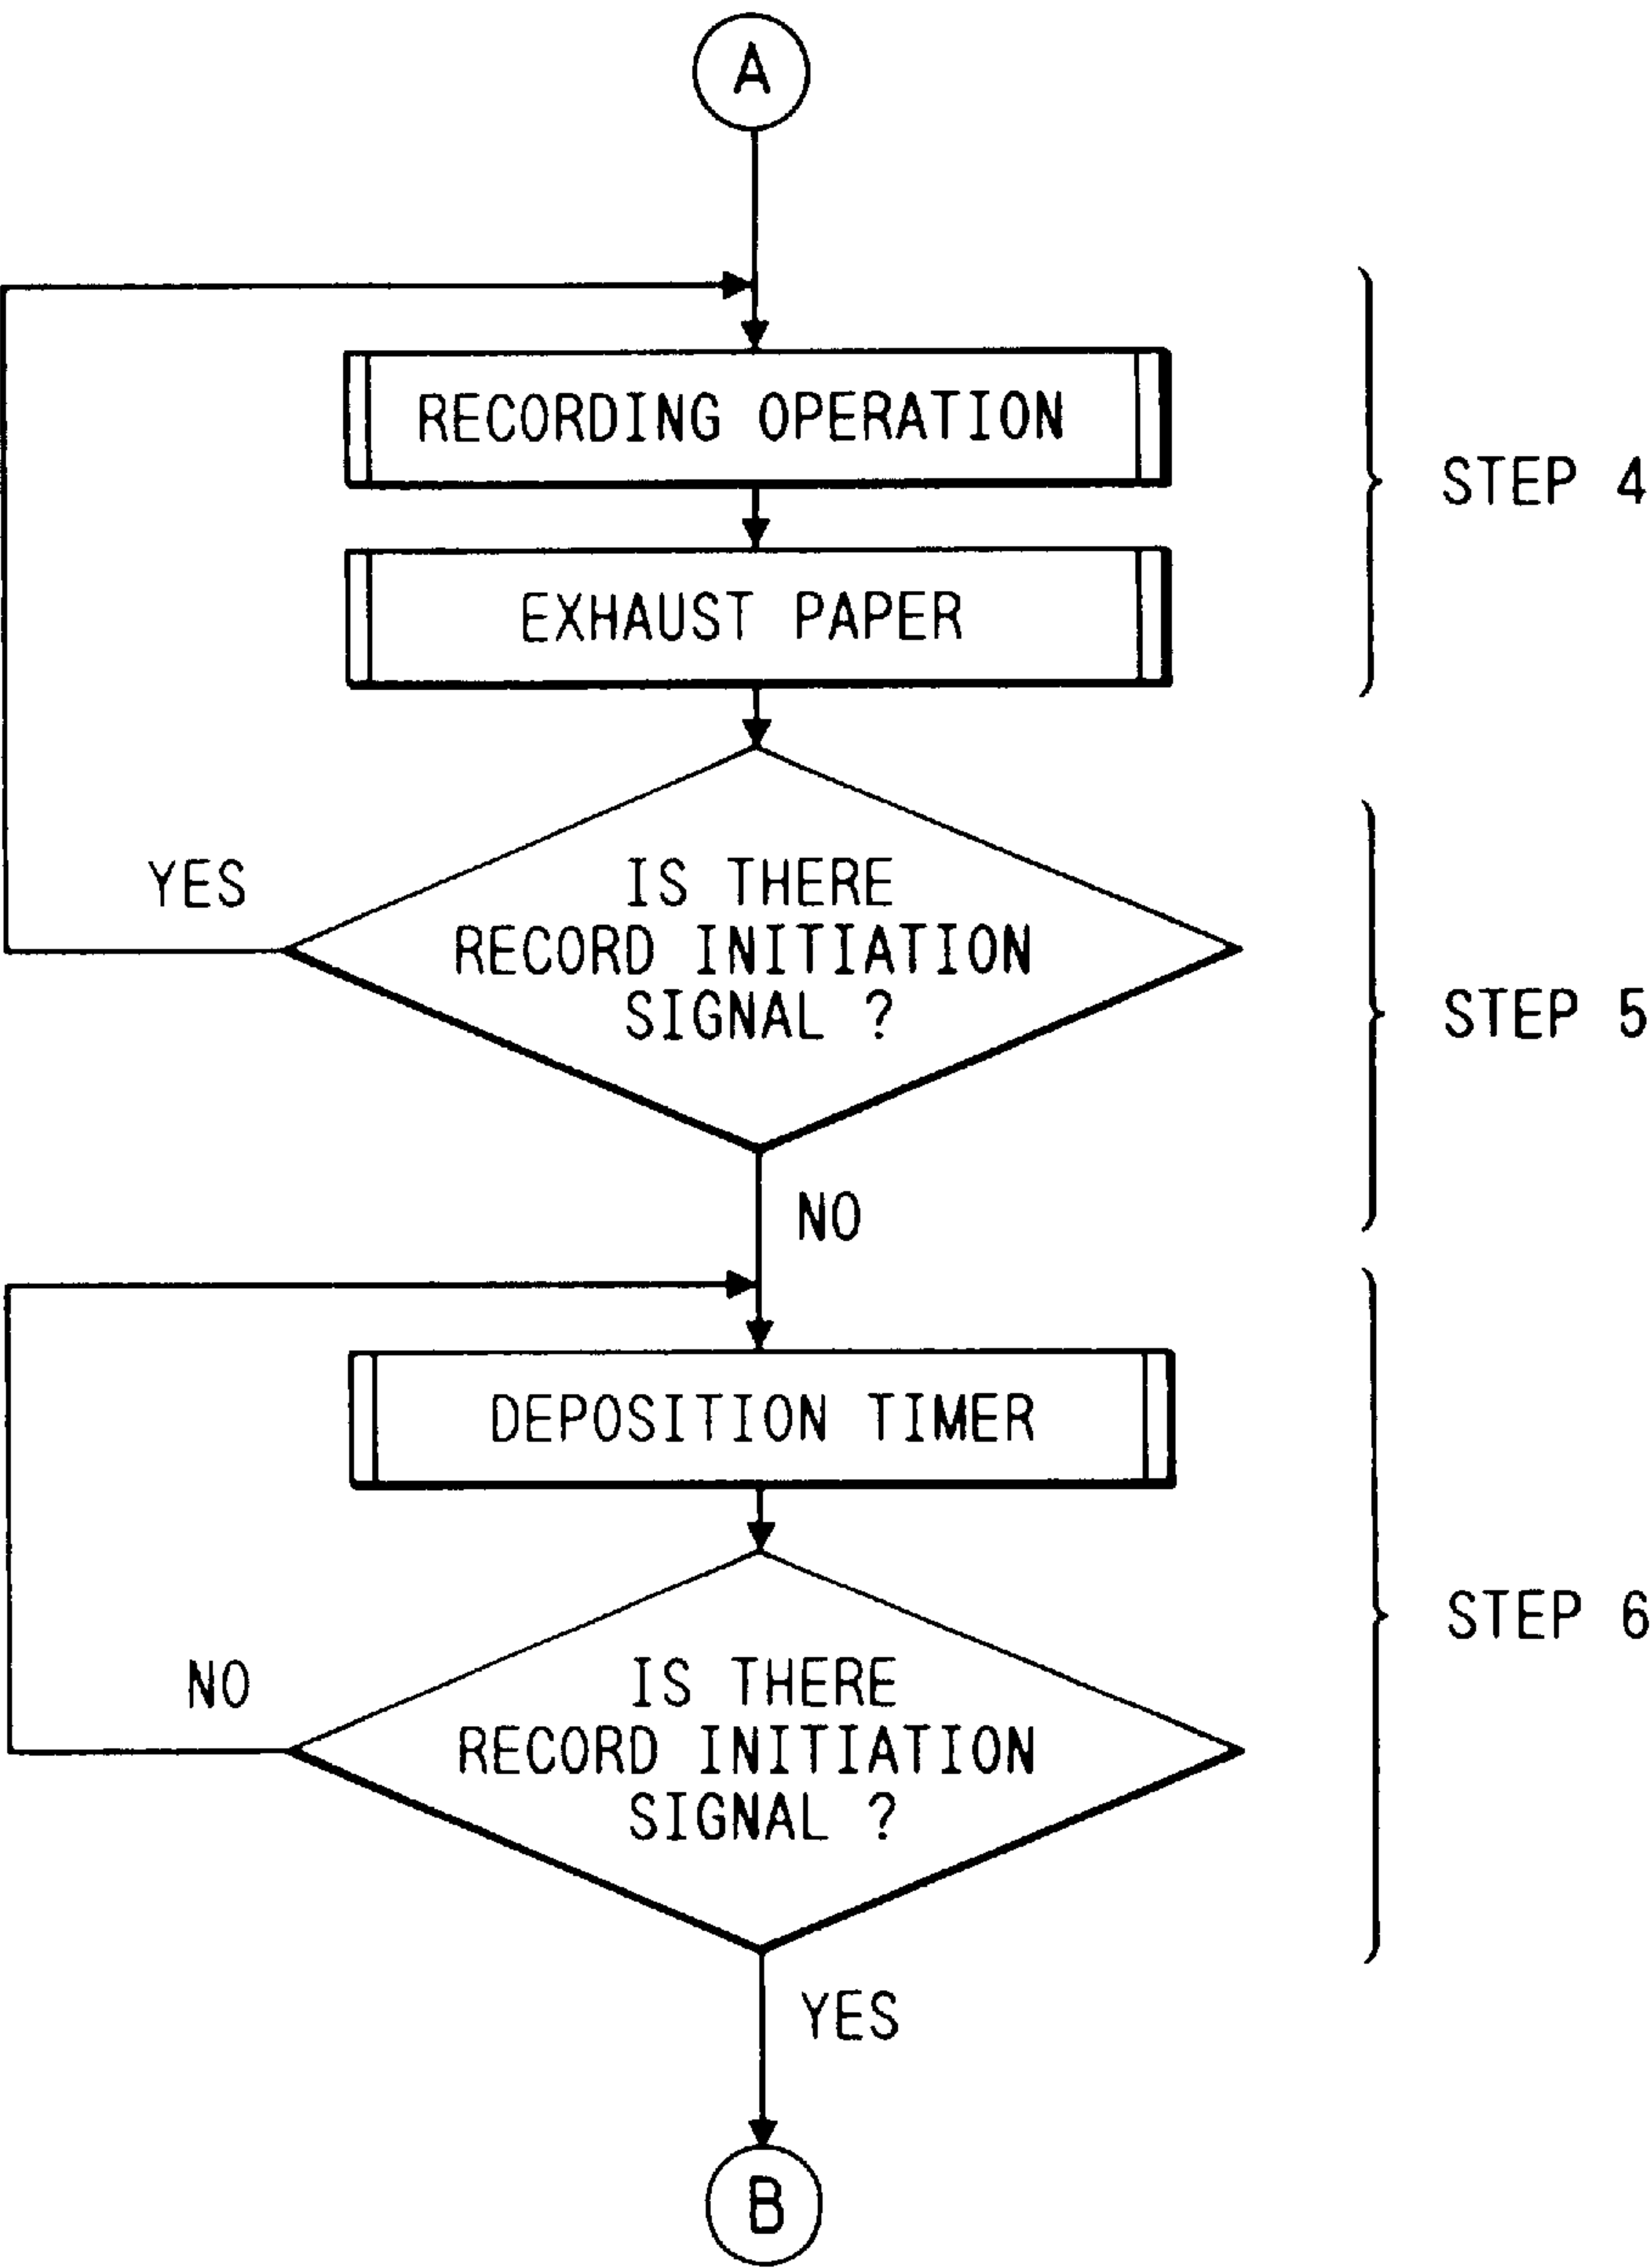 A
RECORDING OPERATION
EXHAUST PAPER
STEP 4
YES
IS THERE
RECORD INITIATION
SIGNAL ?
STEP 5
NO
DEPOSITION TIMER
NO
IS THERE
RECORD INITIATION
SIGNAL ?
STEP 6
YES
B